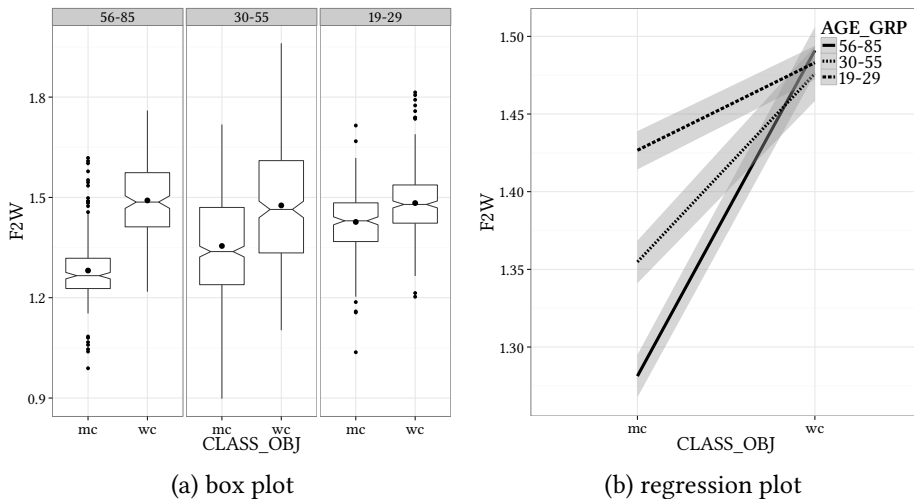 56-85 30-55 19-29
1.8
1.5
1.2
0.9
F2W
mc wc mc wc mc wc
CLASS_OBJ
(a) box plot
AGE_GRP
56-85
30-55
19-29
1.50
1.45
1.40
1.35
1.30
F2W
mc wc
CLASS_OBJ
(b) regression plot